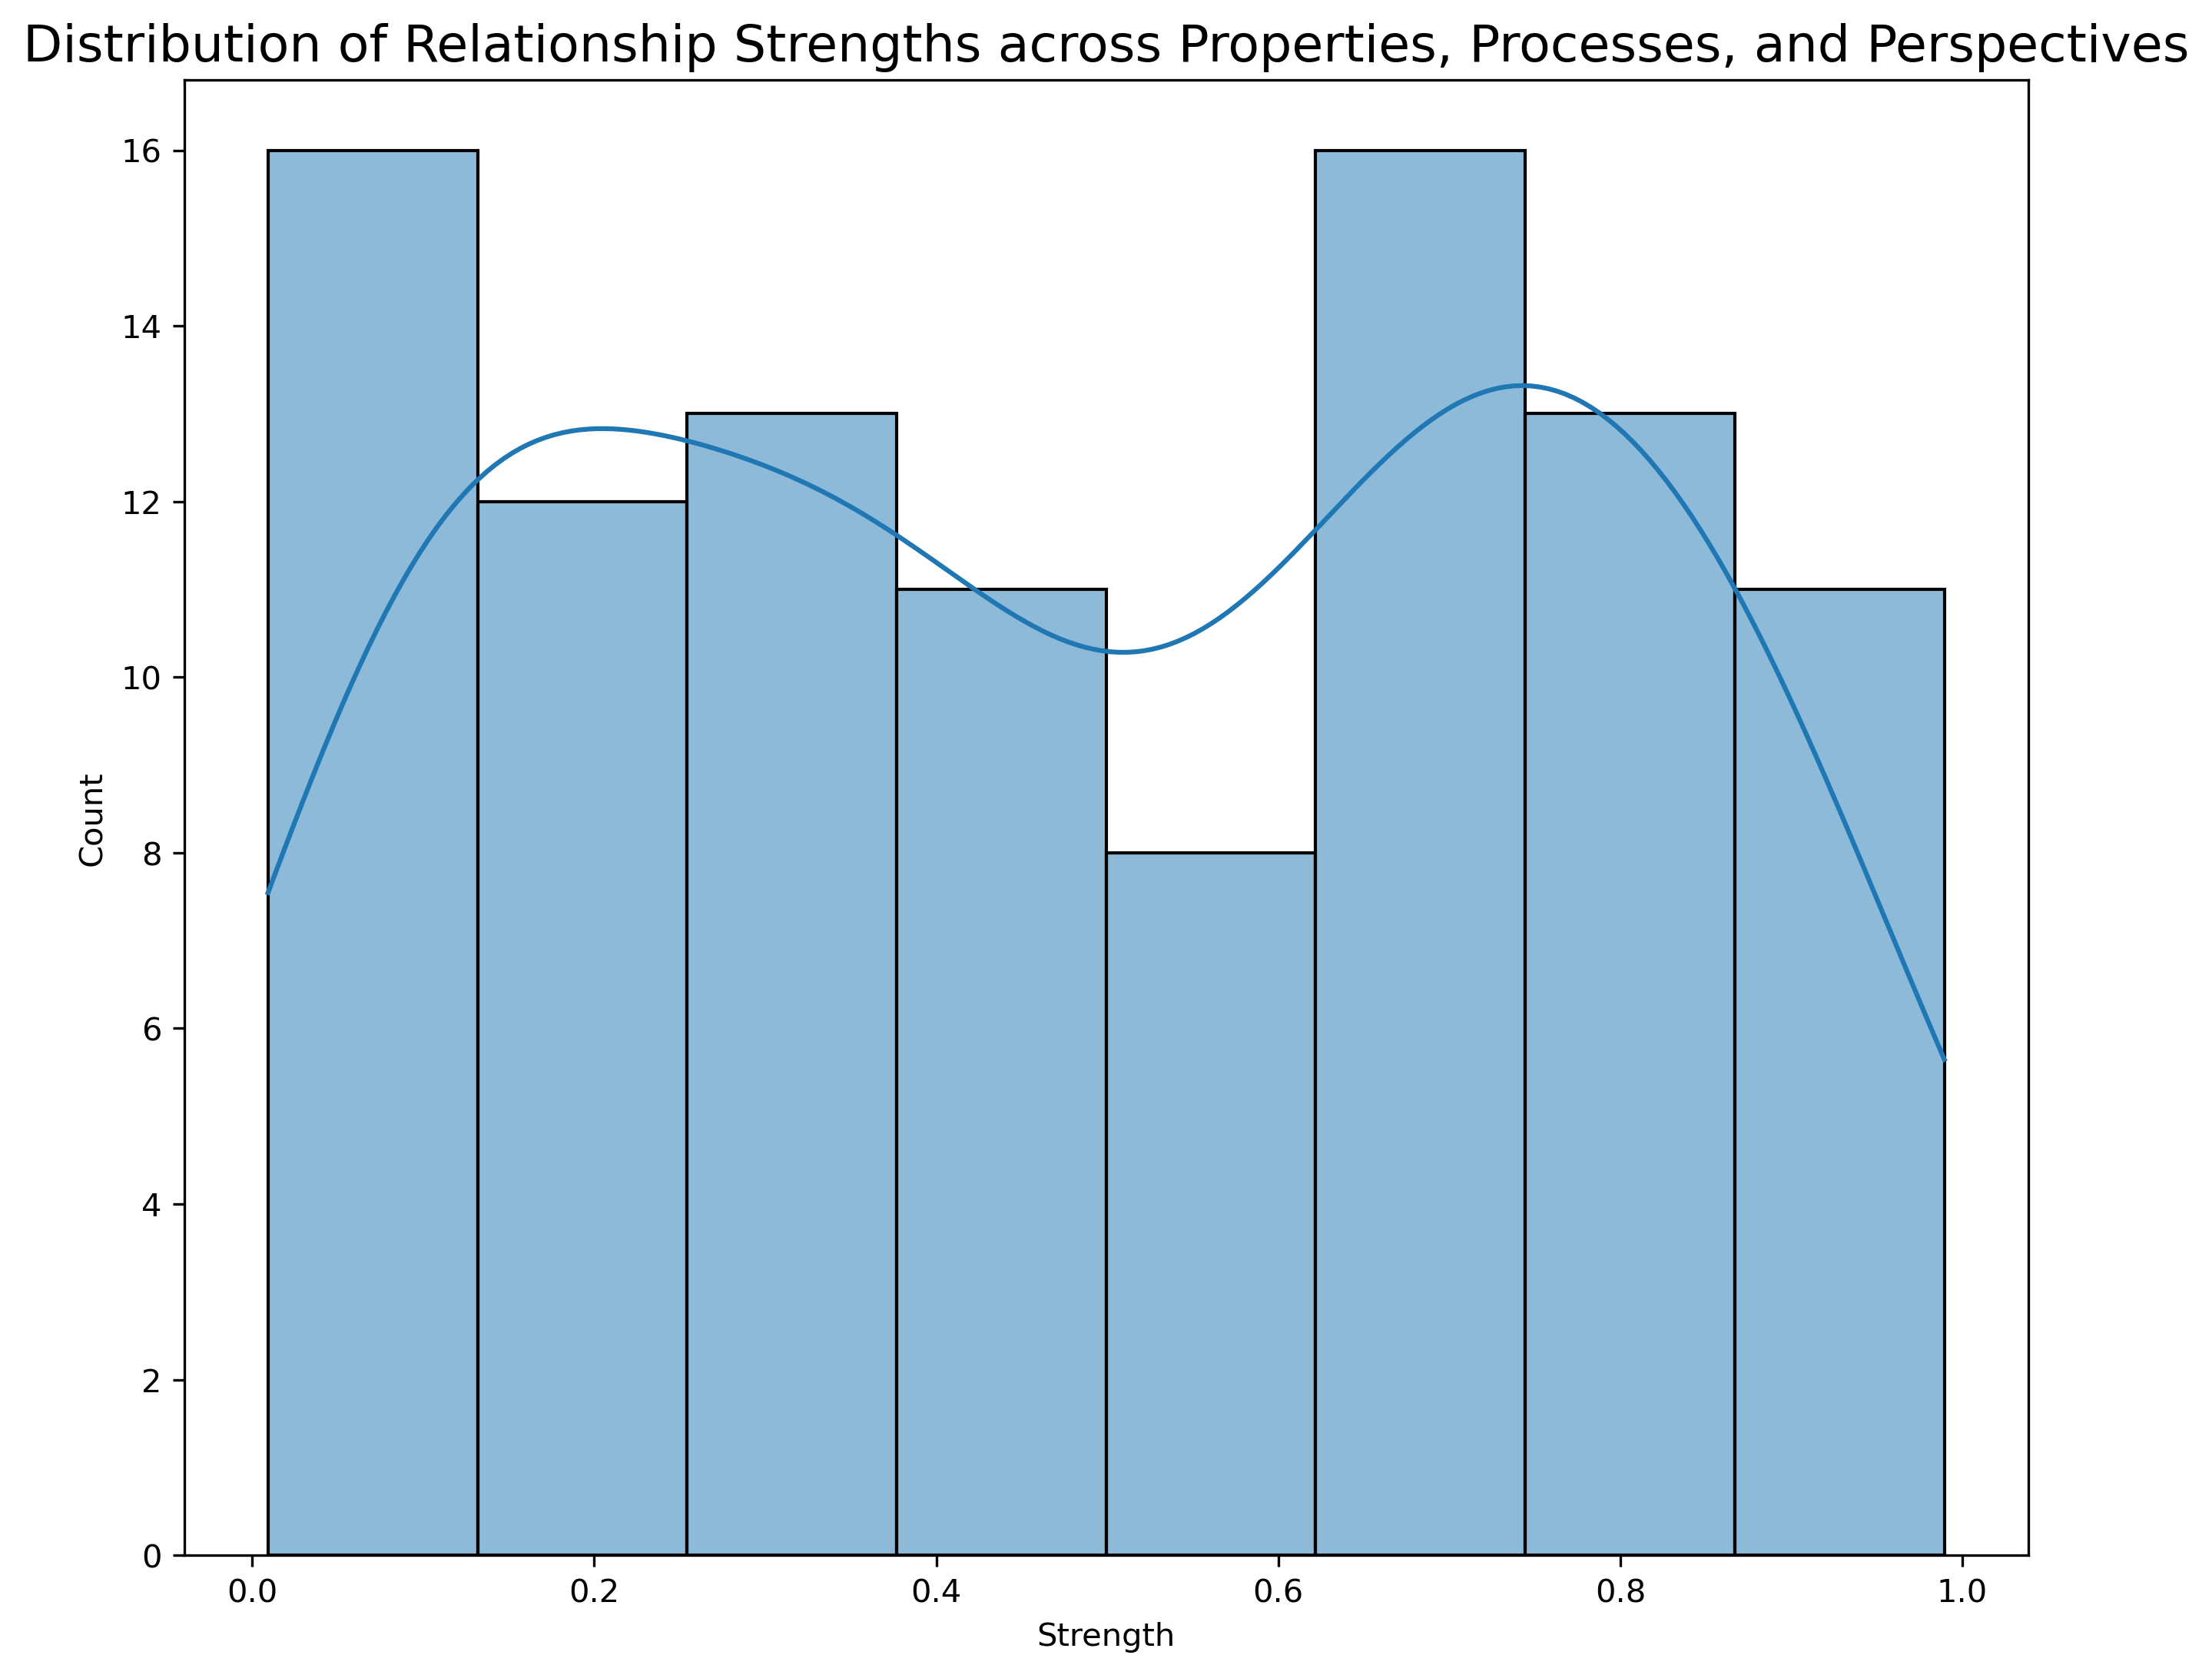 Distribution of Relationship Strengths across Properties, Processes, and Perspectives
16
14
12
10
8
6
4
2
0
Count
0.0 0.2 0.4 0.6 0.8 1.0
Strength